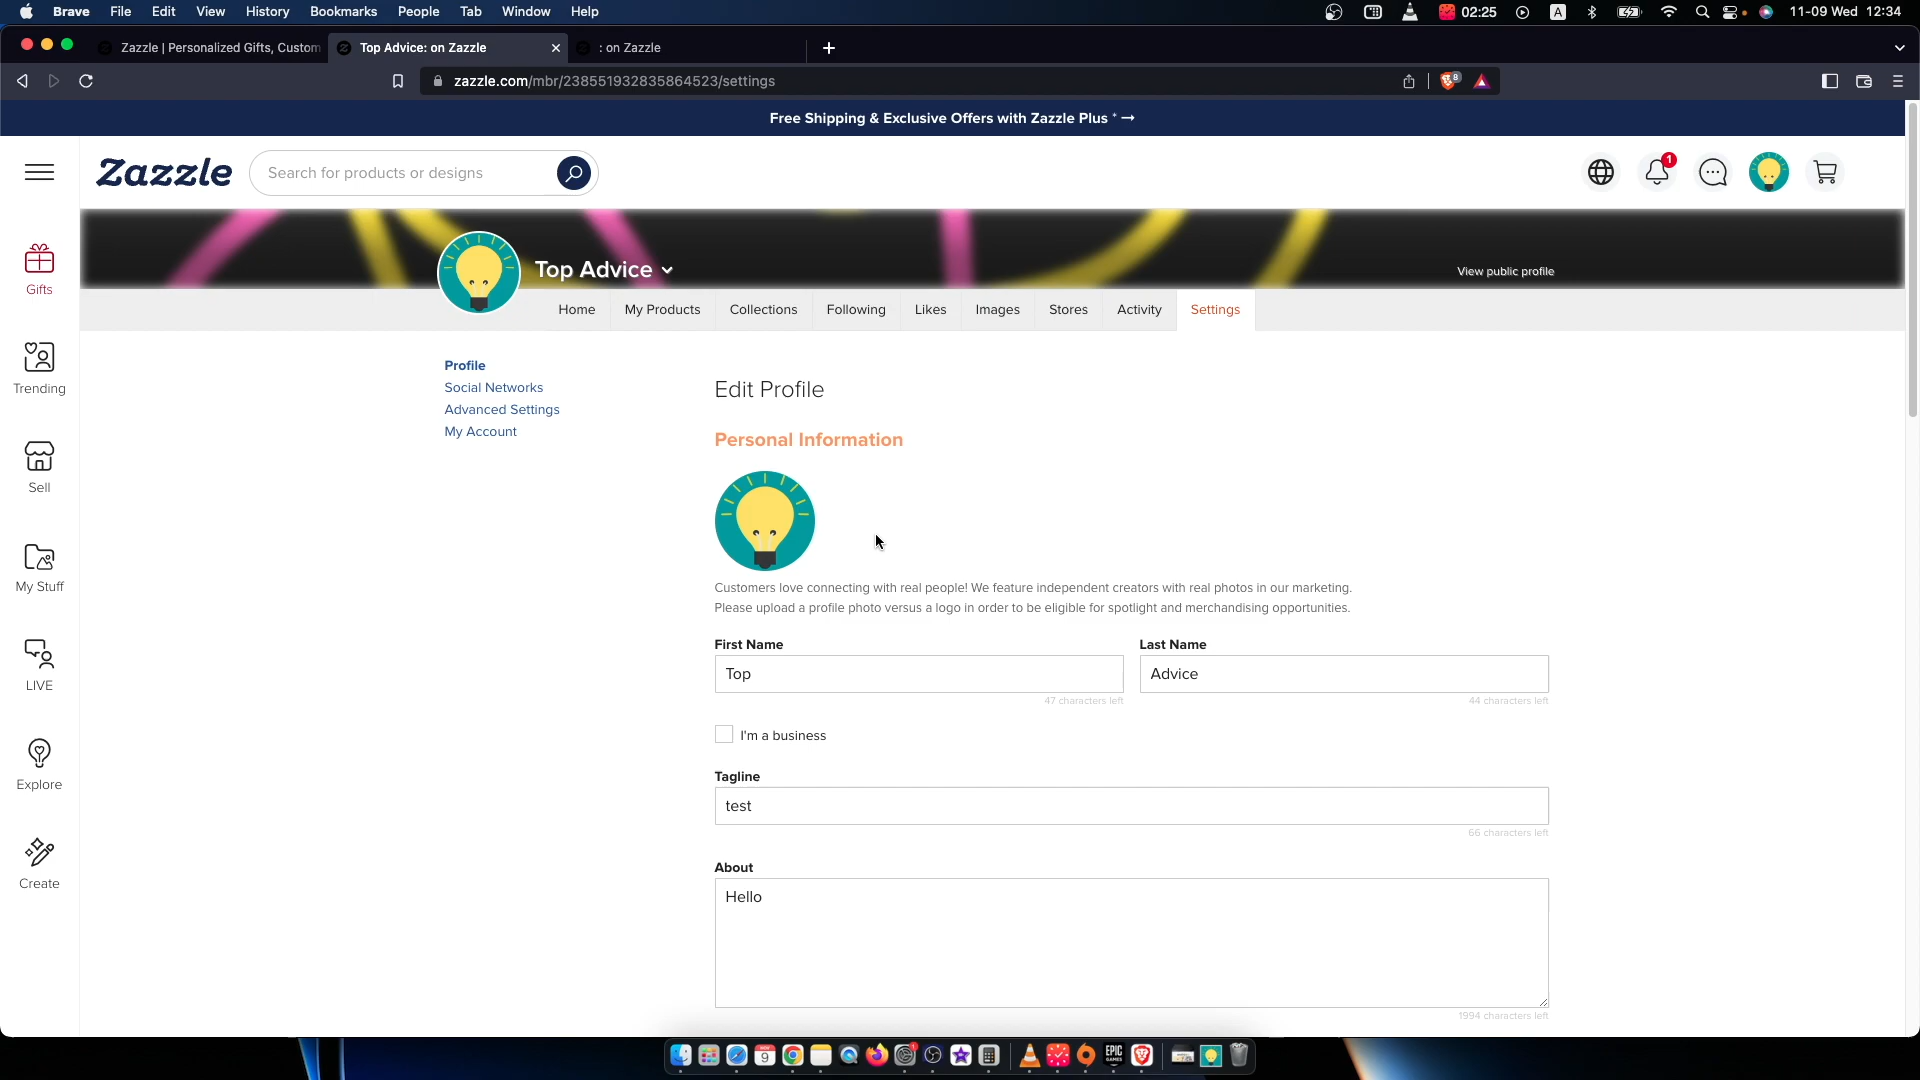 Brave File Edit View History Bookmarks People Tab Window Help 02:25 A 11-09 Wed 12:34
Zazzle | Personalized Gifts, Custom Top Advice: on Zazzle : on Zazzle
zazzle.com/mbr/238551932835864523/settings 8
Free Shipping & Exclusive Offers with Zazzle Plus * →
Zazzle Search for products or designs 1
Top Advice View public profile
Home My Products Collections Following Likes Images Stores Activity Settings
Gifts
Trending
Sell
My Stuff
LIVE
Explore
Create
Profile
Social Networks
Advanced Settings
My Account
Edit Profile
Personal Information
Customers love connecting with real people! We feature independent creators with real photos in our marketing.
Please upload a profile photo versus a logo in order to be eligible for spotlight and merchandising opportunities.
First Name Last Name
Top Advice
47 characters left 44 characters left
I'm a business
Tagline
test
66 characters left
About
Hello
1994 characters left
9 1 EPIC GAMES